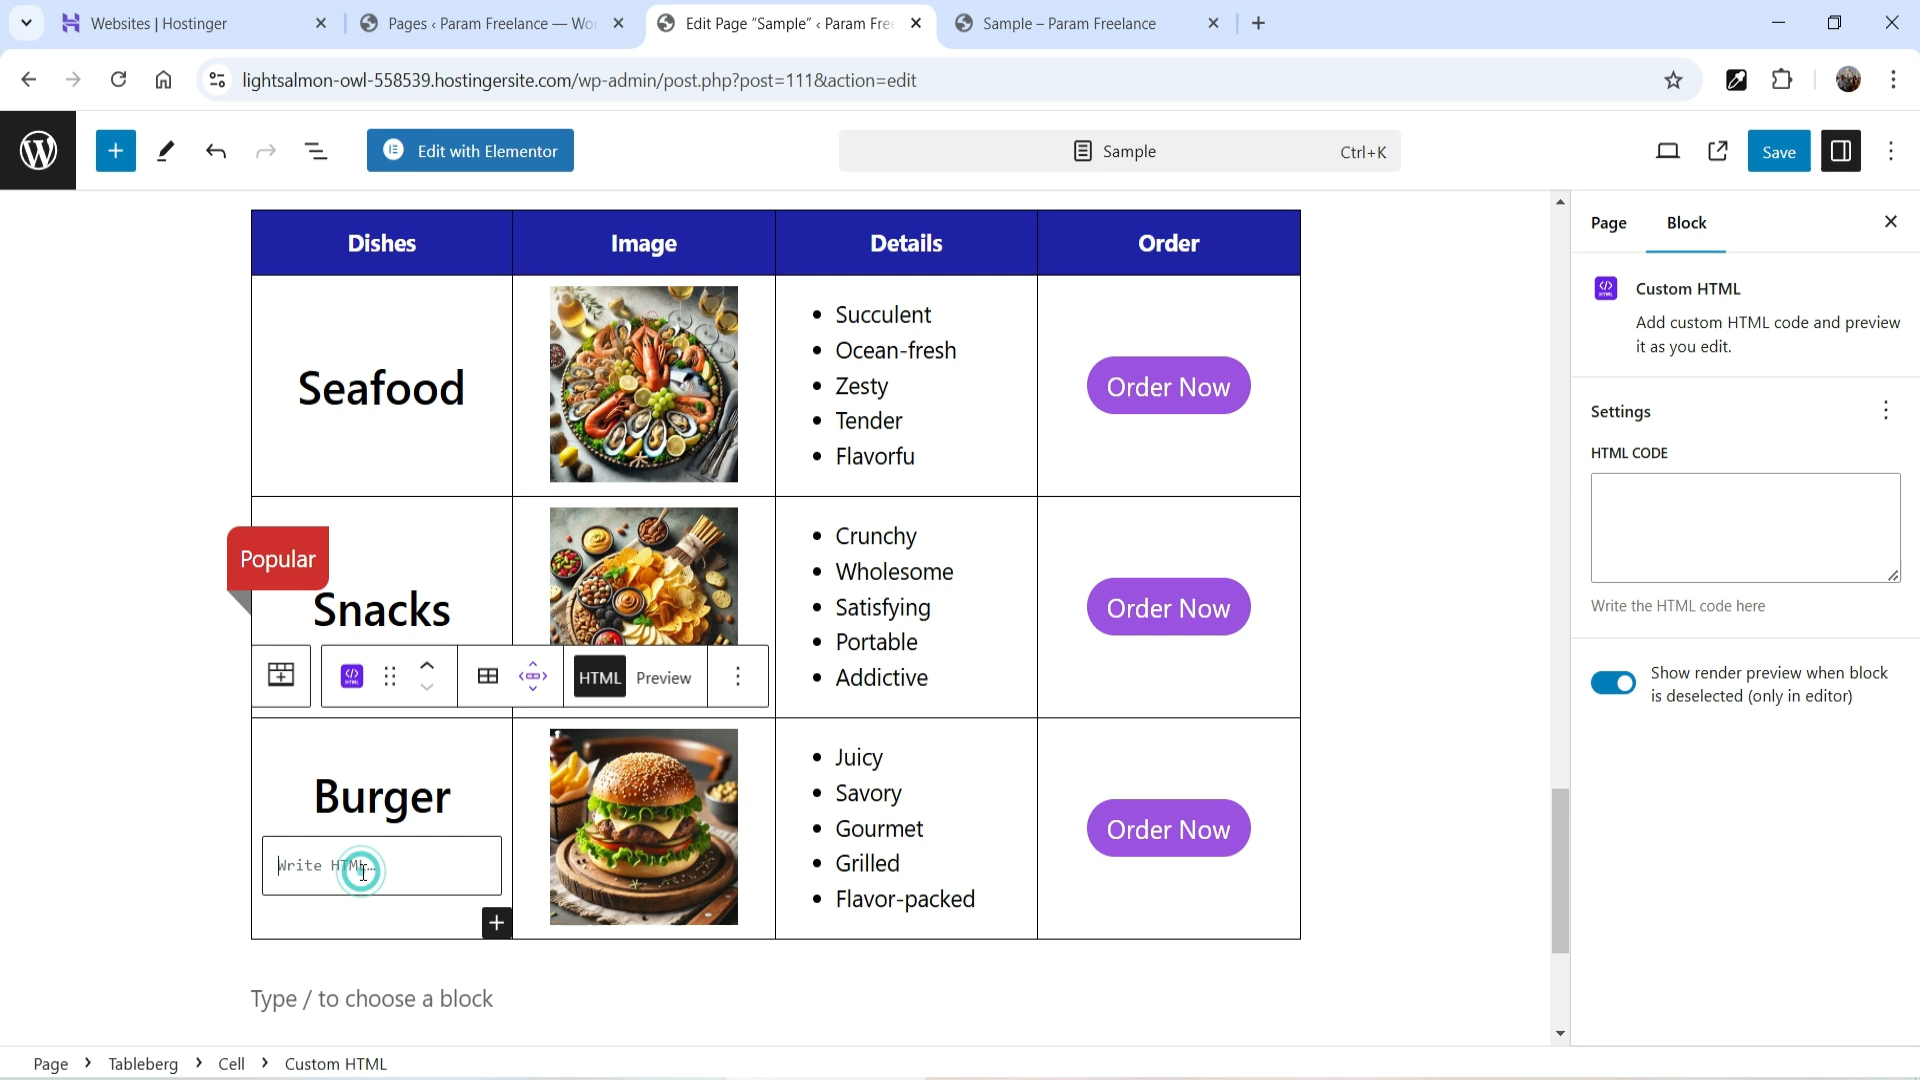 Websites | Hostinger
Pages ‹ Param Freelance — Wo
Edit Page “Sample” ‹ Param Fre
Sample – Param Freelance
lightsalmon-owl-558539.hostingersite.com/wp-admin/post.php?post=111&action=edit
Edit with Elementor
Sample
Ctrl+K
Save
Page
Block
Custom HTML
Add custom HTML code and preview
it as you edit.
Settings
HTML CODE
Write the HTML code here
Show render preview when block
is deselected (only in editor)
Dishes
Image
Details
Order
Seafood
Succulent
Ocean-fresh
Zesty
Tender
Flavorfu
Order Now
Popular
Snacks
Crunchy
Wholesome
Satisfying
Portable
Addictive
Order Now
HTML
Preview
Burger
Write HTML…
Juicy
Savory
Gourmet
Grilled
Flavor-packed
Order Now
Type / to choose a block
Page › Tableberg › Cell › Custom HTML